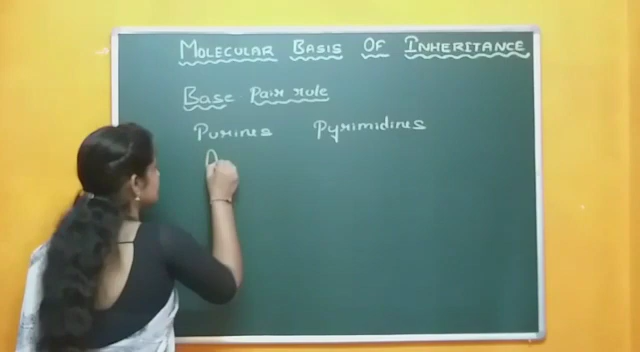 MOLECULAR BASIS OF INHERITANCE
Base Pair rule
Purines Pyrimidines